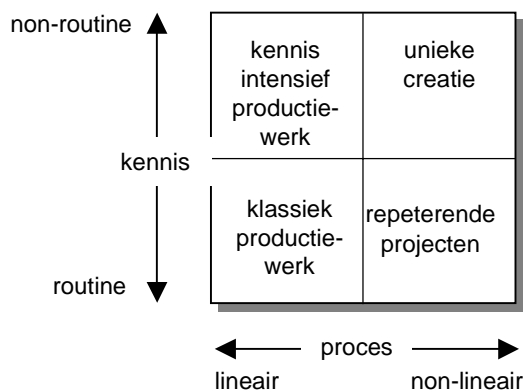 non-routine
kennis
intensief
productie-
werk
unieke
creatie
kennis
klassiek
productie-
werk
repeterende
projecten
routine
proces
lineair
non-lineair